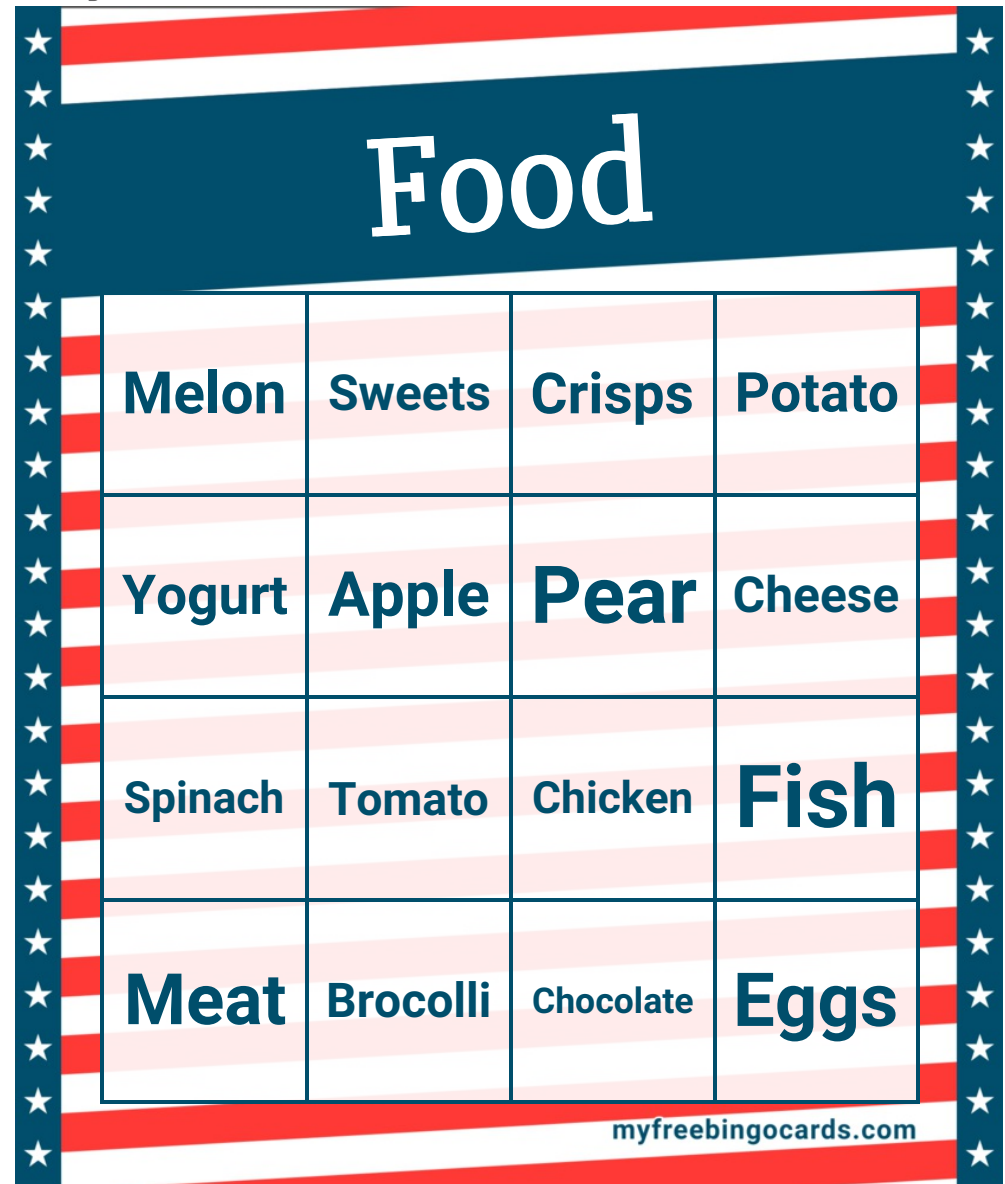 Food
Melon Sweets Crisps Potato
Yogurt Apple Pear Cheese
Spinach Tomato Chicken Fish
Meat Brocolli Chocolate Eggs
myfreebingocards.com